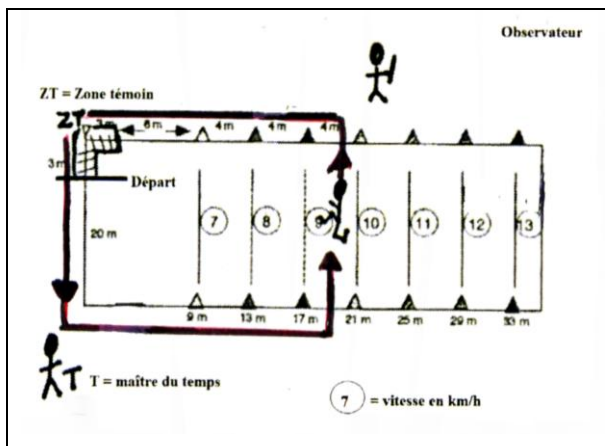 Observateur
ZT = Zone témoin
ZT
3m
6m
4m
4m
4m
3m
Départ
7
8
9
10
11
12
13
20 m
9 m
13 m
17 m
21 m
25 m
29 m
33 m
T
T = maître du temps
7 = vitesse en km/h